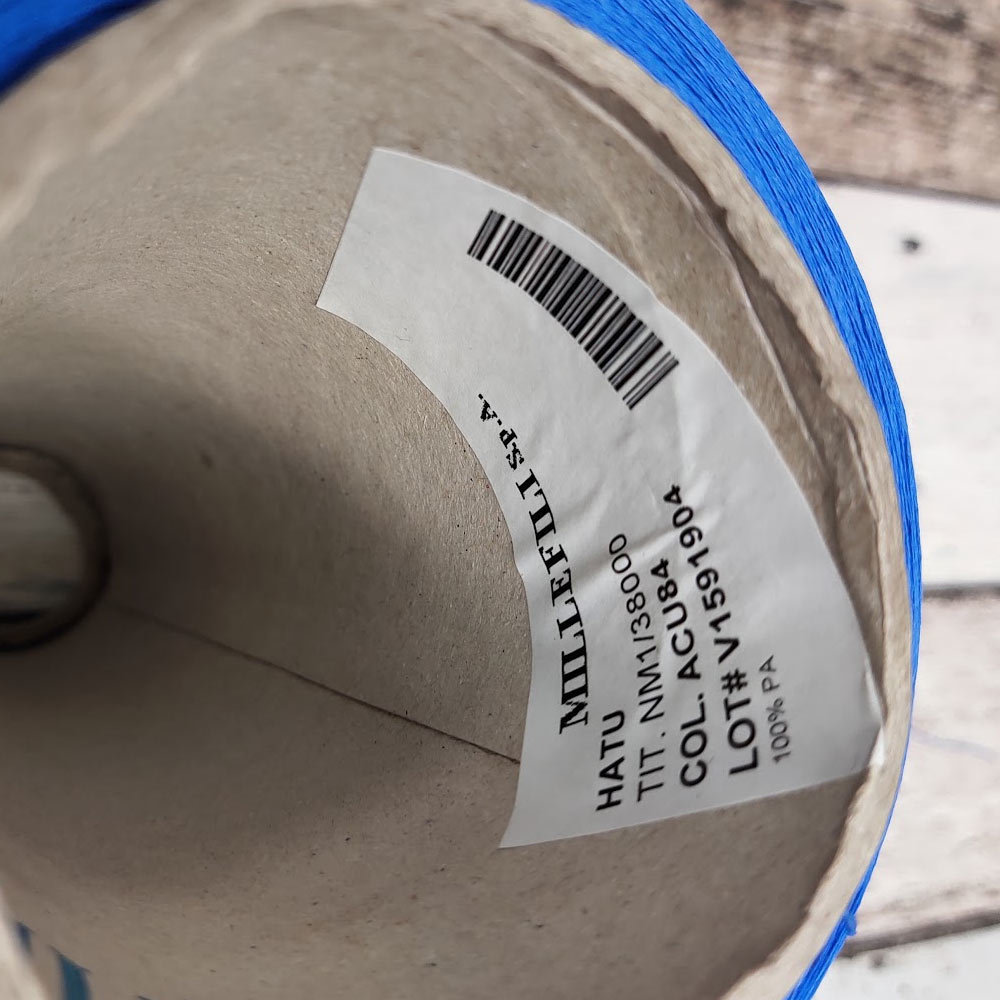 MILLEFILI S.P.A.
HATU
TIT. NM1/38000
COL. ACU84
LOT# V1591904
100% PA